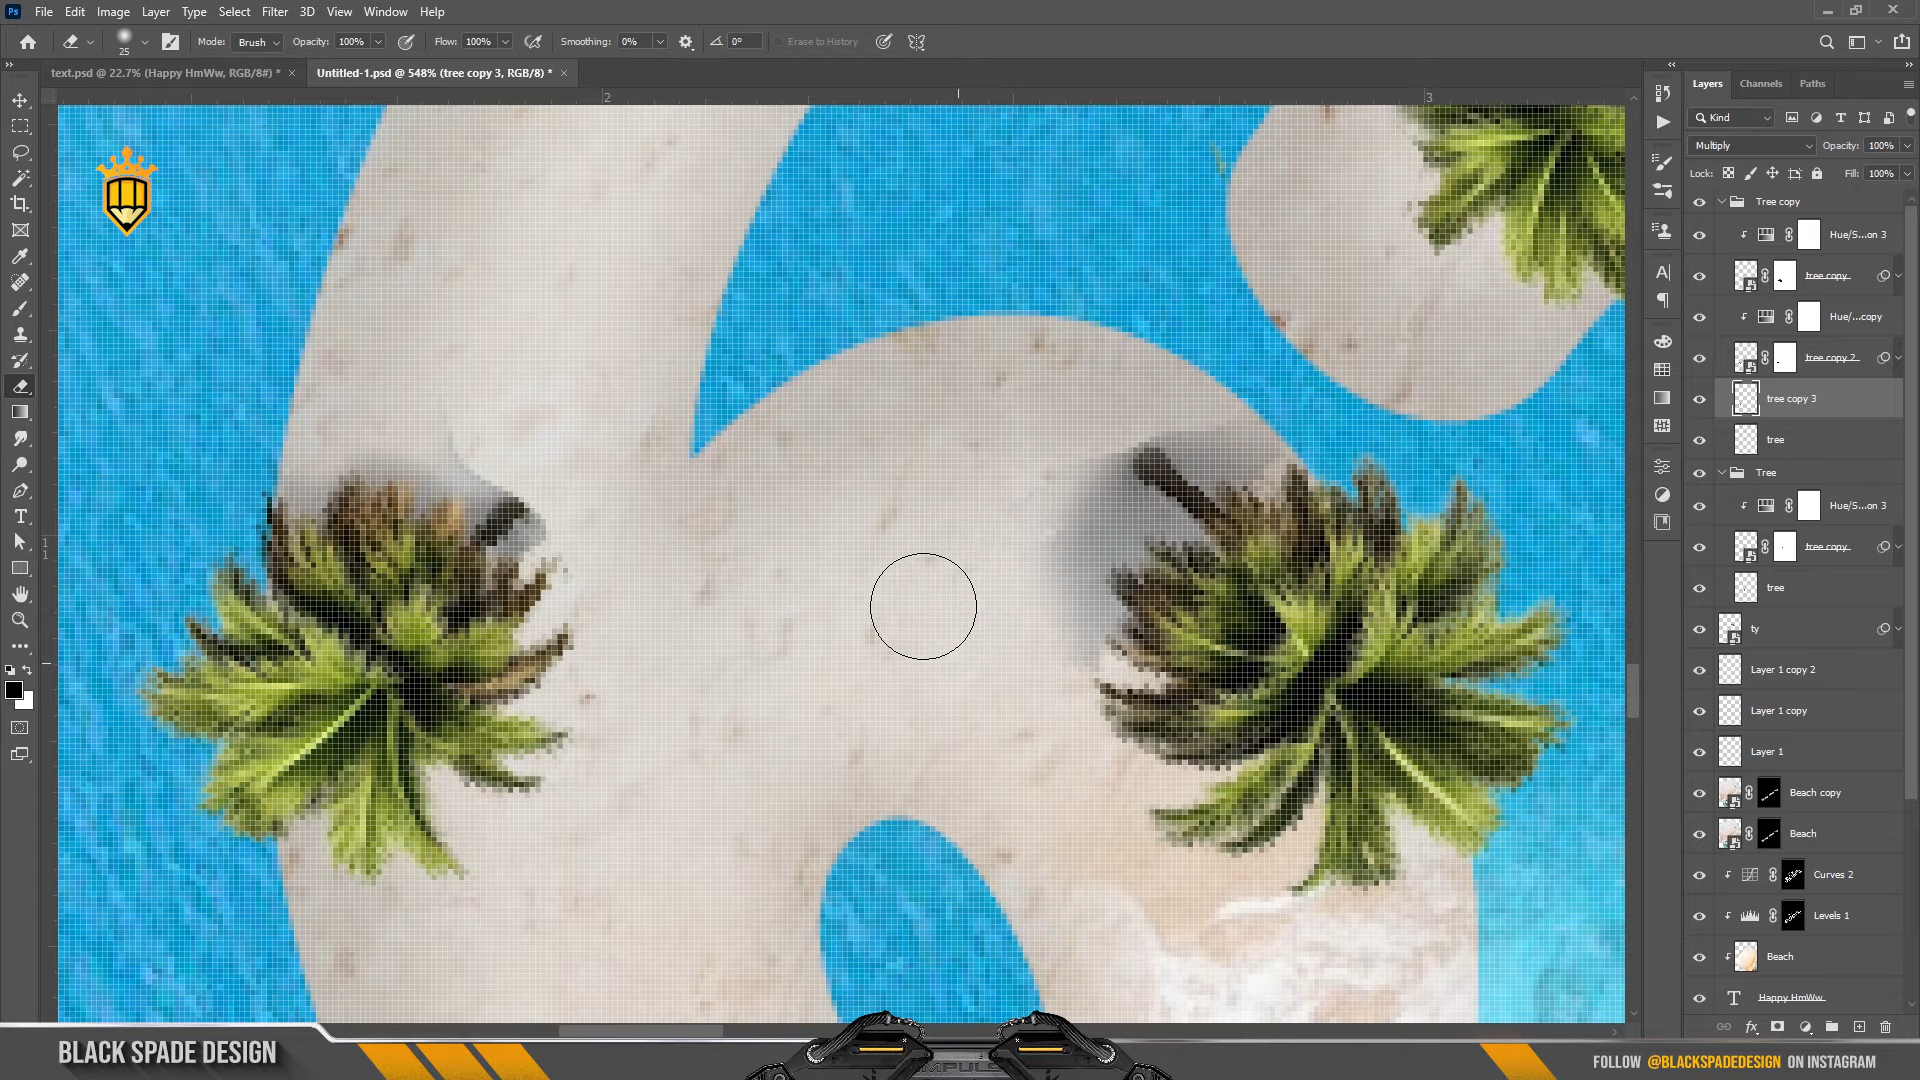 Ps File Edit Image Layer Type Select Filter 3D View Window Help
25 Mode: Brush Opacity: 100% Flow: 100% Smoothing: 0% 0° Erase to History
text.psd @ 22.7% (Happy HmWw, RGB/8#) * × Untitled-1.psd @ 548% (tree copy 3, RGB/8) * ×
2 3
Layers Channels Paths
Kind
Multiply Opacity: 100%
Lock: Fill: 100%
Tree copy
Hue/S...on 3
tree copy
Hue/...copy
tree copy 2
tree copy 3
tree
Tree
Hue/S...on 3
tree copy
tree
ty
Layer 1 copy 2
Layer 1 copy
Layer 1
Beach copy
Beach
Curves 2
Levels 1
Beach
Happy HmWw
BLACK SPADE DESIGN
FOLLOW @BLACKSPADEDESIGN ON INSTAGRAM